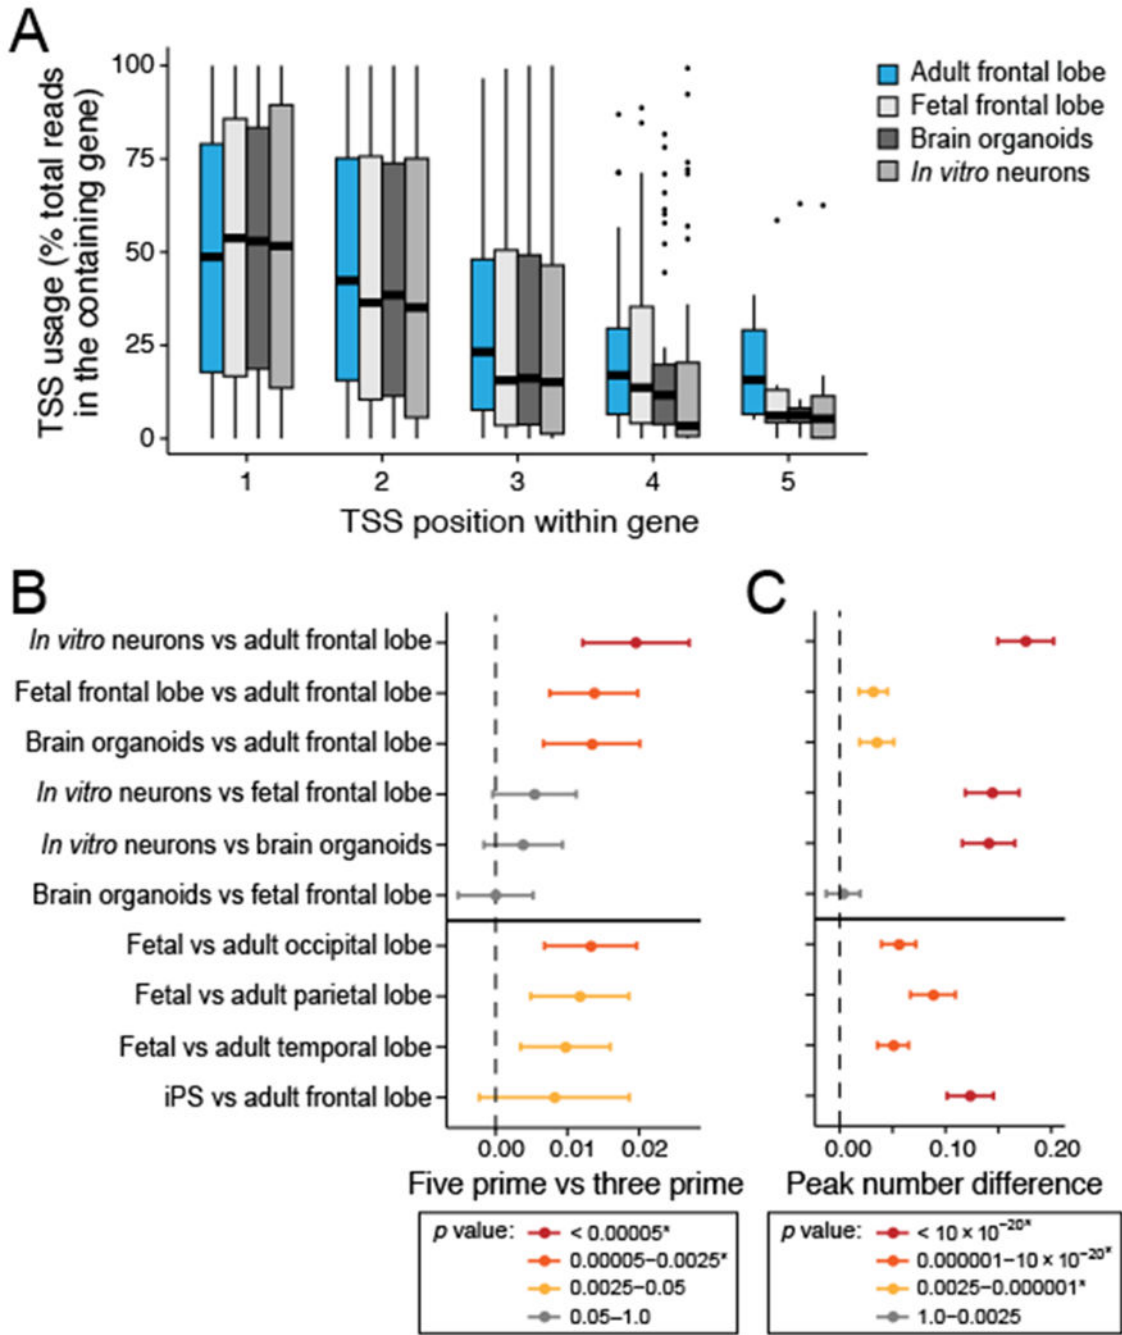 A
TSS usage (% total reads
in the containing gene)
100
75
50
25
0
1 2 3 4 5
TSS position within gene
Adult frontal lobe
Fetal frontal lobe
Brain organoids
In vitro neurons
B
C
In vitro neurons vs adult frontal lobe
Fetal frontal lobe vs adult frontal lobe
Brain organoids vs adult frontal lobe
In vitro neurons vs fetal frontal lobe
In vitro neurons vs brain organoids
Brain organoids vs fetal frontal lobe
Fetal vs adult occipital lobe
Fetal vs adult parietal lobe
Fetal vs adult temporal lobe
iPS vs adult frontal lobe
0.00 0.01 0.02
Five prime vs three prime
0.00 0.10 0.20
Peak number difference
p value: < 0.00005*
0.00005–0.0025*
0.0025–0.05
0.05–1.0
p value: < 10 × 10⁻²⁰*
0.000001–10 × 10⁻²⁰*
0.0025–0.000001*
1.0–0.0025